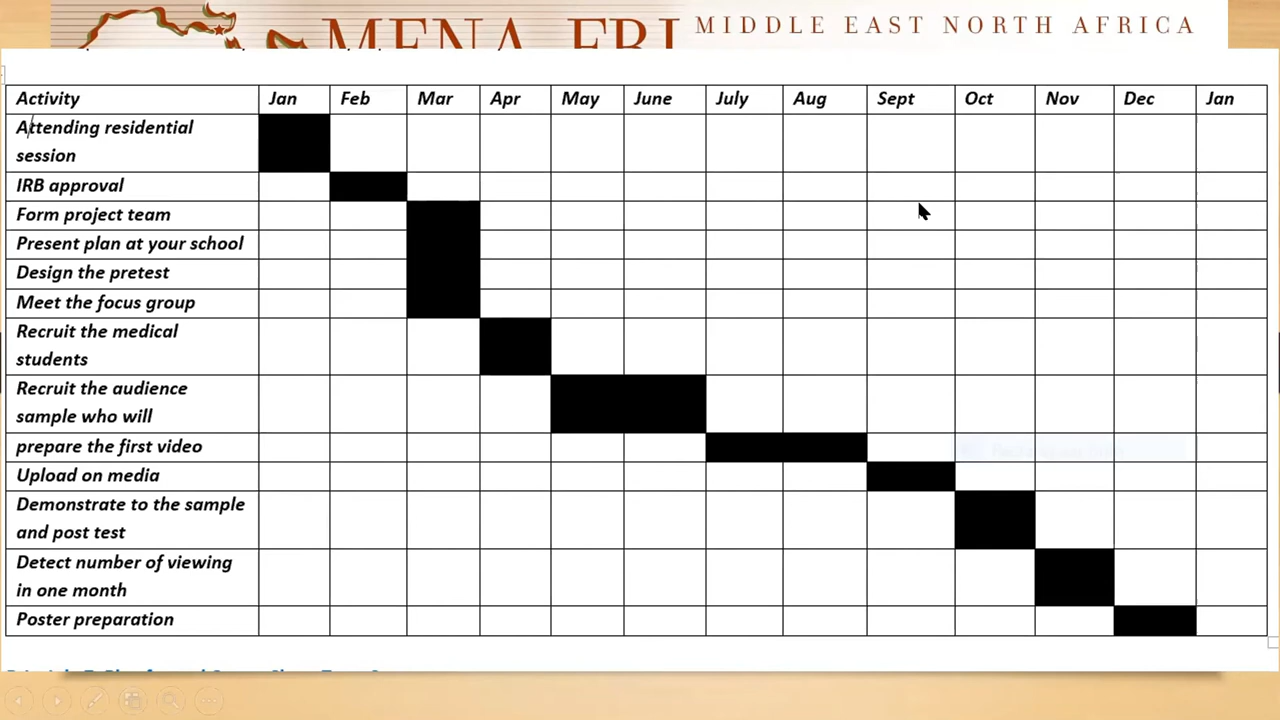 MENA FRI MIDDLE EAST NORTH AFRICA
Activity Jan Feb Mar Apr May June July Aug Sept Oct Nov Dec Jan
Attending residential
session
IRB approval
Form project team
Present plan at your school
Design the pretest
Meet the focus group
Recruit the medical
students
Recruit the audience
sample who will
prepare the first video
Upload on media
Demonstrate to the sample
and post test
Detect number of viewing
in one month
Poster preparation